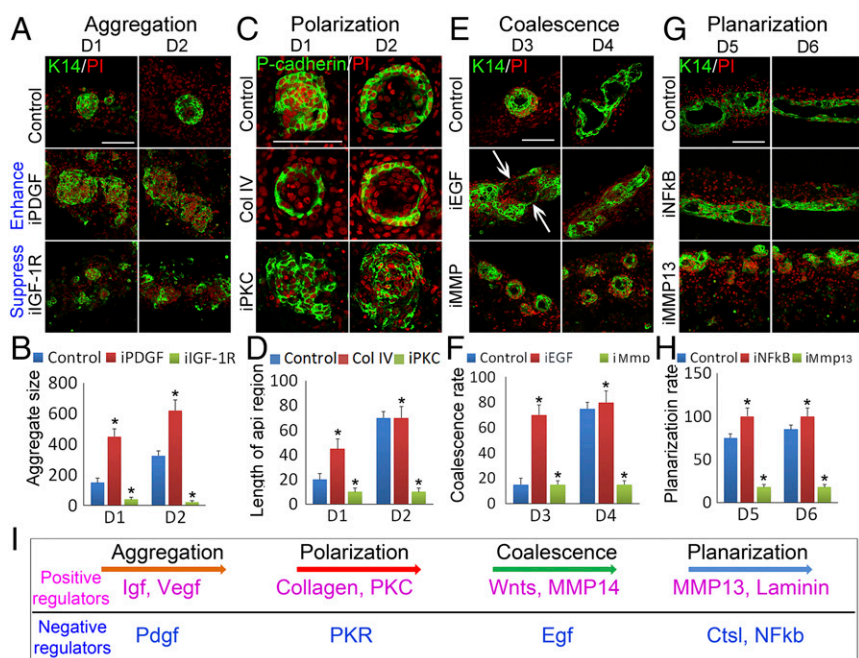 A Aggregation
D1 D2
K14/PI
Control
Enhance
iPDGF
Suppress
iIGF-1R
C Polarization
D1 D2
P-cadherin/PI
Control
Col IV
iPKC
E Coalescence
D3 D4
K14/PI
Control
iEGF
iMMP
G Planarization
D5 D6
K14/PI
Control
iNFkB
iMMP13
B Control iPDGF iIGF-1R
Aggregate size
800
600
400
200
0
* * * *
D1 D2
D Control Col IV iPKC
Length of api region
100
80
60
40
20
0
* * * *
D1 D2
F Control iEGF iMmp
Coalescence rate
100
80
60
40
20
0
* * * *
D3 D4
H Control iNFkB iMmp13
Planarizatioin rate
150
100
50
0
* * * *
D5 D6
I
Aggregation Polarization Coalescence Planarization
Positive regulators Igf, Vegf Collagen, PKC Wnts, MMP14 MMP13, Laminin
Negative regulators Pdgf PKR Egf Ctsl, NFkb